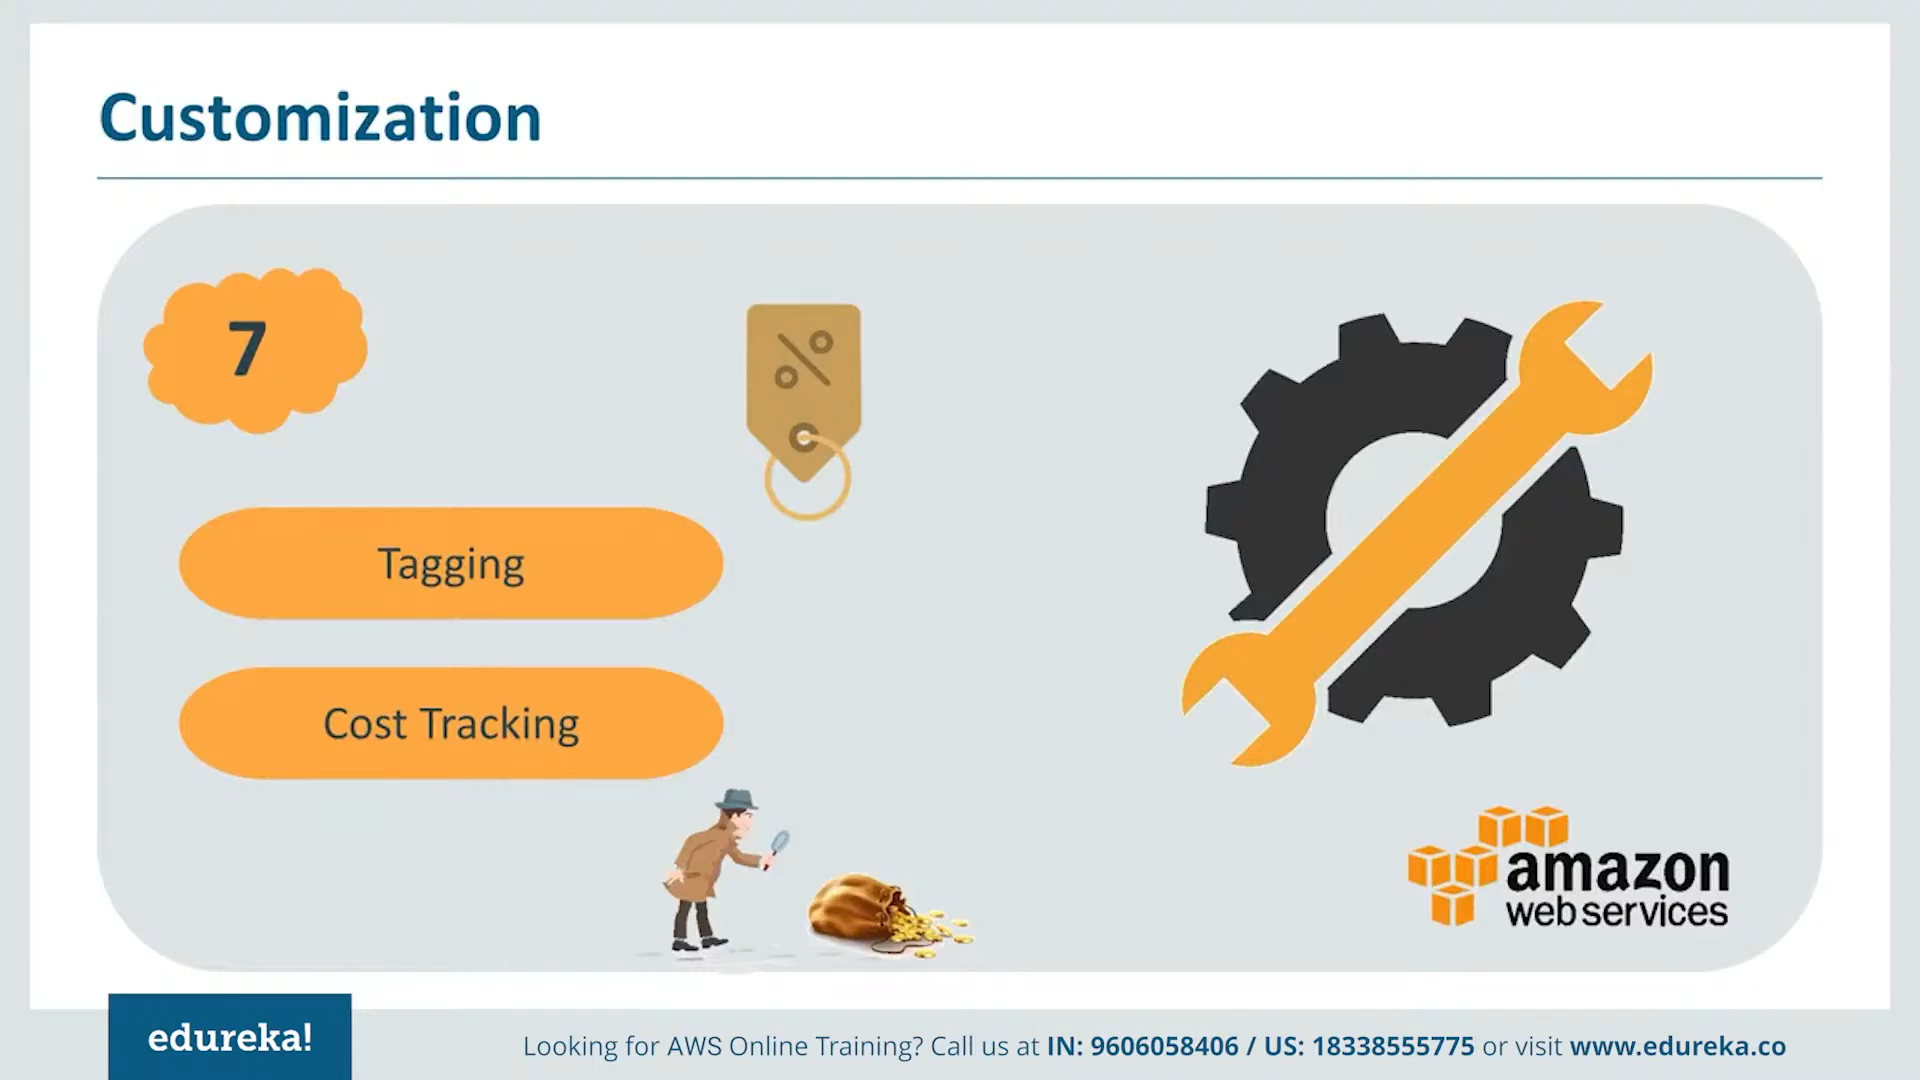 Customization
7
%
Tagging
Cost Tracking
amazon
web services
edureka!
Looking for AWS Online Training? Call us at IN: 9606058406 / US: 18338555775 or visit www.edureka.co